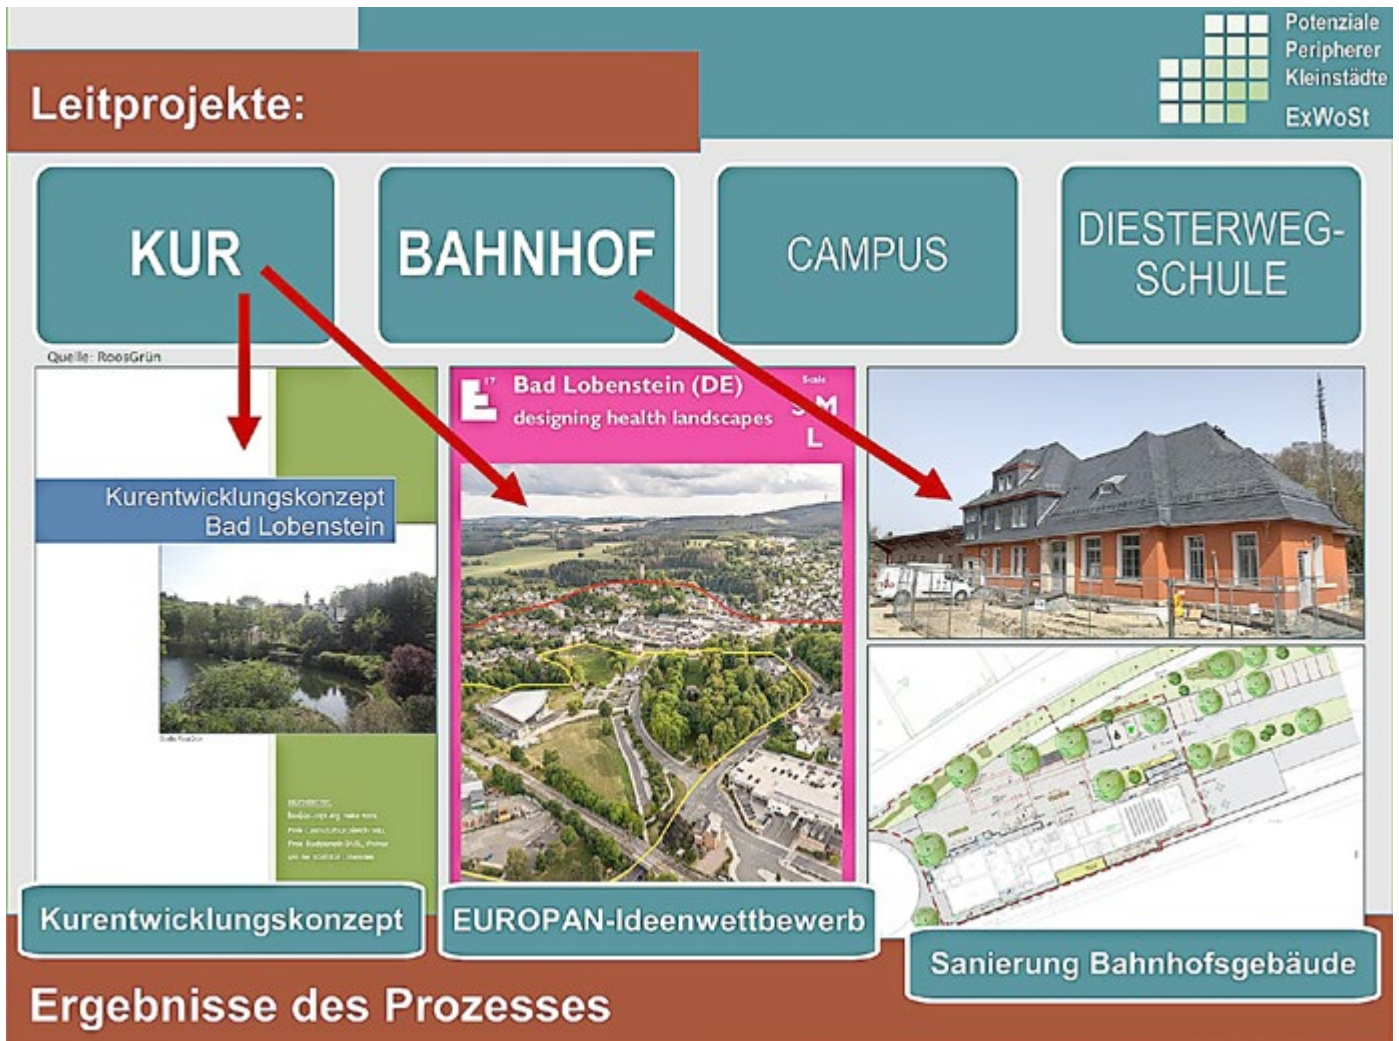 Potenziale
Peripherer
Kleinstädte
ExWoSt
Leitprojekte:
KUR
BAHNHOF
CAMPUS
DIESTERWEG-
SCHULE
Quelle: RoosGrün
Kurentwicklungskonzept
Bad Lobenstein
E 17
Bad Lobenstein (DE)
designing health landscapes
Scale
M
L
Kurentwicklungskonzept
EUROPAN-Ideenwettbewerb
Sanierung Bahnhofsgebäude
Ergebnisse des Prozesses